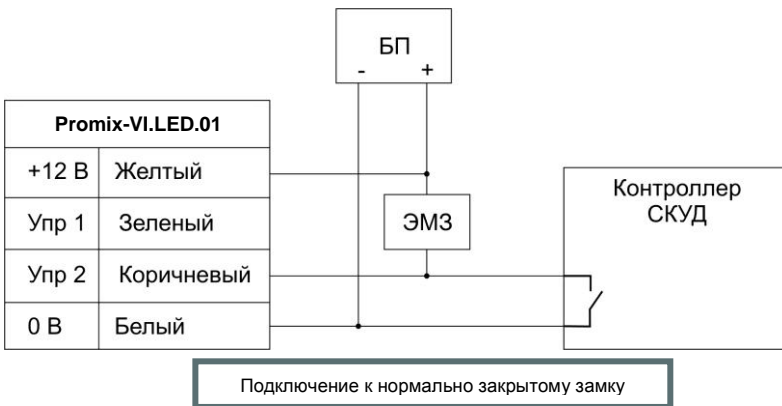 БП
- +
Promix-VI.LED.01
+12 В Желтый
Упр 1 Зеленый
Упр 2 Коричневый
0 В Белый
ЭМЗ
Контроллер
СКУД
Подключение к нормально закрытому замку